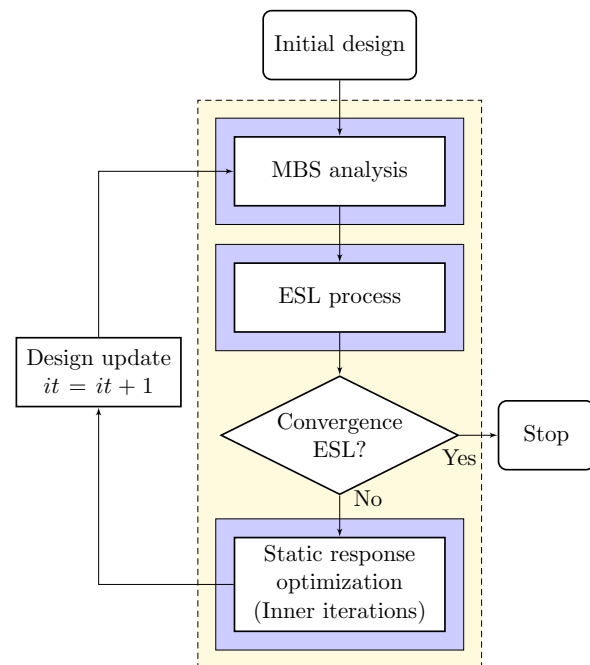 Initial design
MBS analysis
ESL process
Design update
it = it + 1
Convergence
ESL?
Yes
Stop
No
Static response
optimization
(Inner iterations)